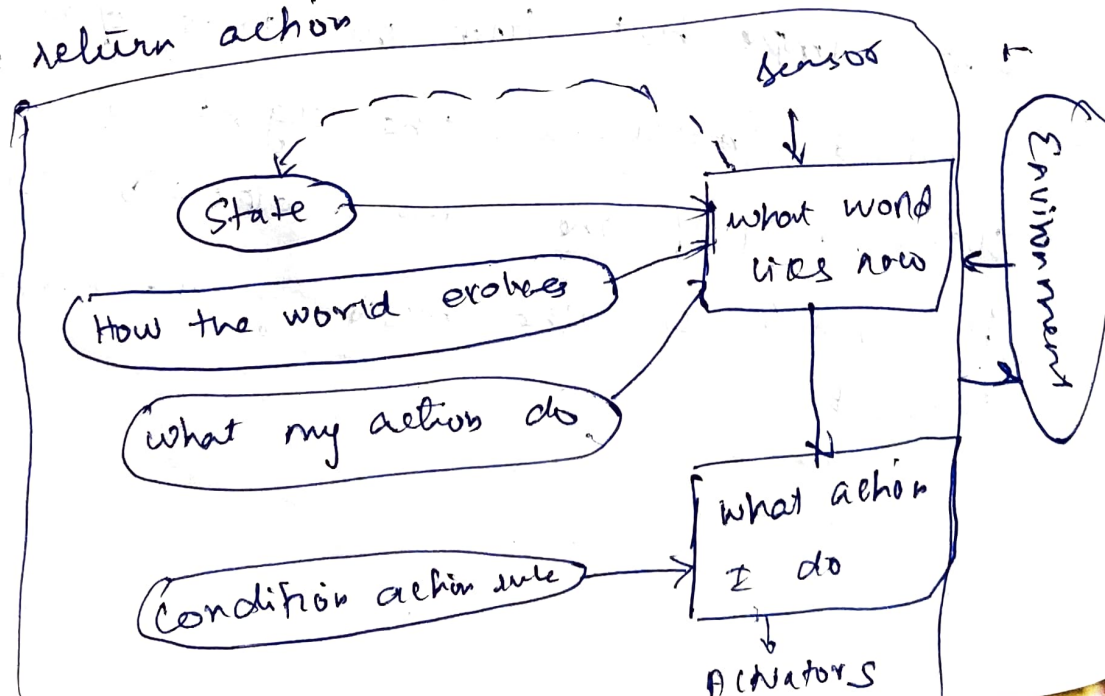 return action
Sensor
State
what world
lies now
How the world evolves
what my action do
what action
I do
Condition action rule
Actuators
Environment